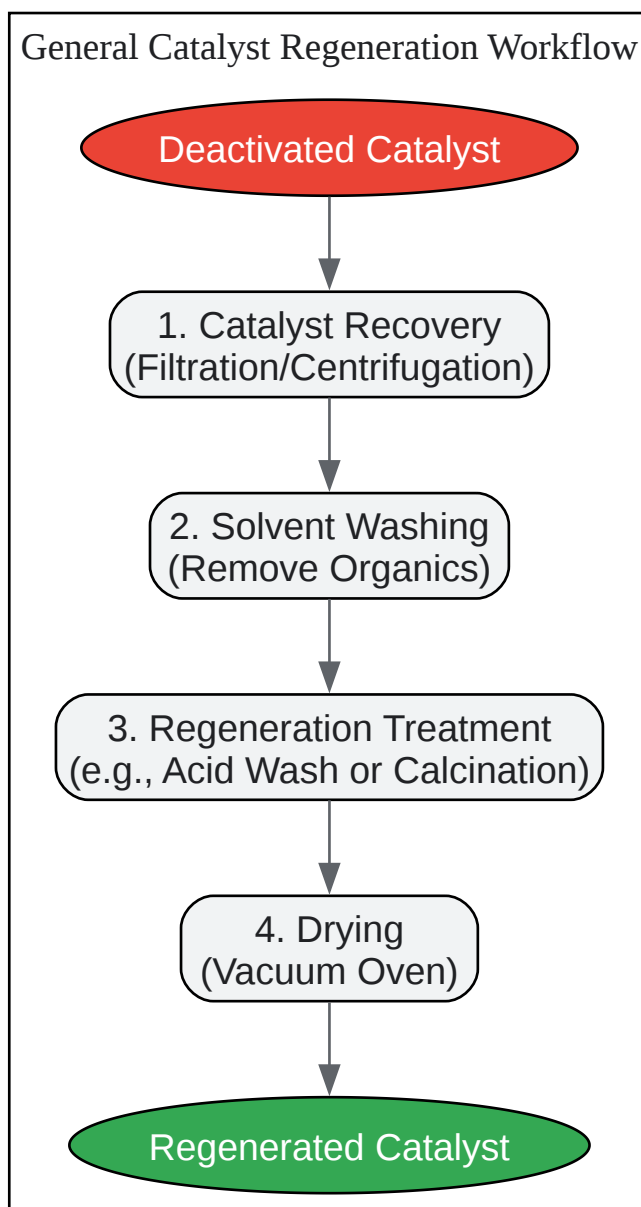 General Catalyst Regeneration Workflow
Deactivated Catalyst
1. Catalyst Recovery
(Filtration/Centrifugation)
2. Solvent Washing
(Remove Organics)
3. Regeneration Treatment
(e.g., Acid Wash or Calcination)
4. Drying
(Vacuum Oven)
Regenerated Catalyst